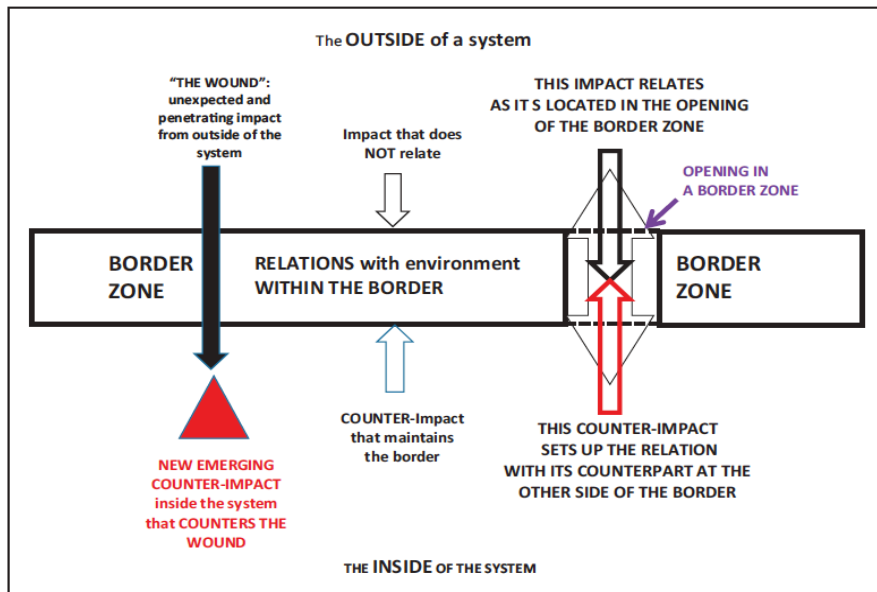 The OUTSIDE of a system
“THE WOUND”:
unexpected and
penetrating impact
from outside of the
system
Impact that does
NOT relate
THIS IMPACT RELATES
AS IT S LOCATED IN THE OPENING
OF THE BORDER ZONE
OPENING IN
A BORDER ZONE
BORDER
ZONE
RELATIONS with environment
WITHIN THE BORDER
BORDER
ZONE
NEW EMERGING
COUNTER-IMPACT
inside the system
that COUNTERS THE
WOUND
COUNTER-Impact
that maintains
the border
THIS COUNTER-IMPACT
SETS UP THE RELATION
WITH ITS COUNTERPART AT THE
OTHER SIDE OF THE BORDER
THE INSIDE OF THE SYSTEM